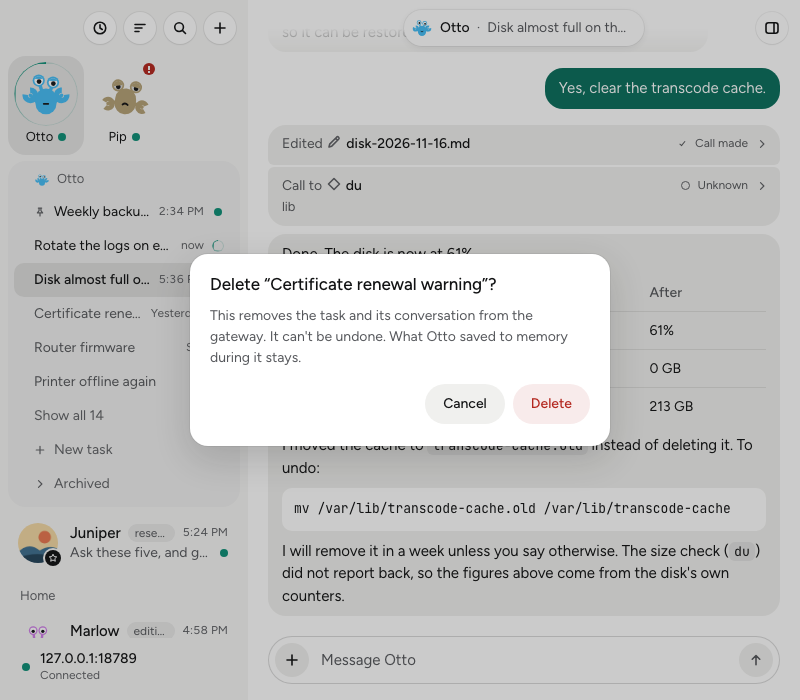 so it can be restor
Otto · Disk almost full on th...
Otto
Pip
Yes, clear the transcode cache.
Edited disk-2026-11-16.md Call made
Call to du Unknown
lib
Otto
Weekly backu... 2:34 PM
Rotate the logs on e... now
Disk almost full o... 5:36
Certificate rene... Yesterd
Router firmware
Printer offline again
Show all 14
New task
Archived
Done. The disk is now at 61%.
After
61%
0 GB
213 GB
Delete “Certificate renewal warning”?
This removes the task and its conversation from the
gateway. It can't be undone. What Otto saved to memory
during it stays.
Cancel
Delete
I moved the cache to transcode-cache.old instead of deleting it. To
undo:
mv /var/lib/transcode-cache.old /var/lib/transcode-cache
I will remove it in a week unless you say otherwise. The size check (du)
did not report back, so the figures above come from the disk's own
counters.
Juniper rese... 5:24 PM
Ask these five, and g...
Home
Marlow editi... 4:58 PM
127.0.0.1:18789
Connected
Message Otto